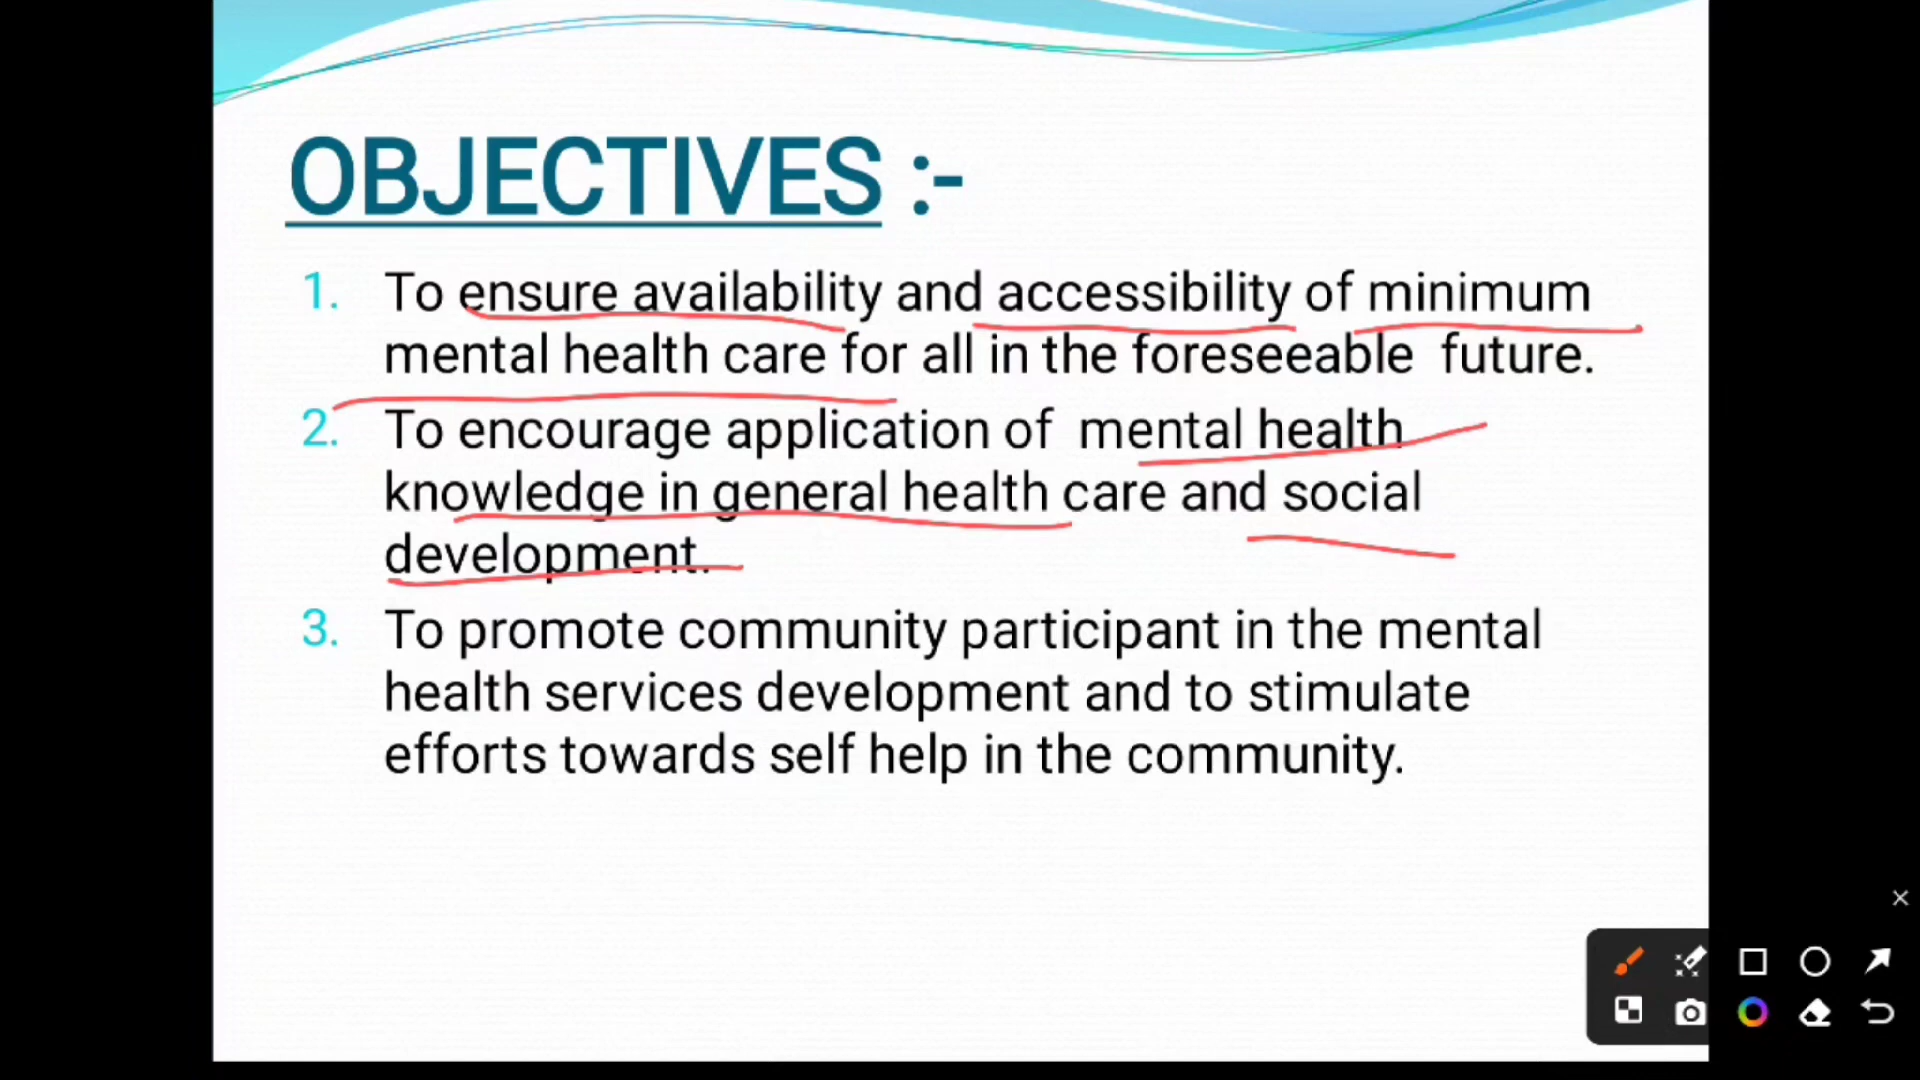 OBJECTIVES :-
1. To ensure availability and accessibility of minimum
mental health care for all in the foreseeable future.
2. To encourage application of mental health
knowledge in general health care and social
development.
3. To promote community participant in the mental
health services development and to stimulate
efforts towards self help in the community.